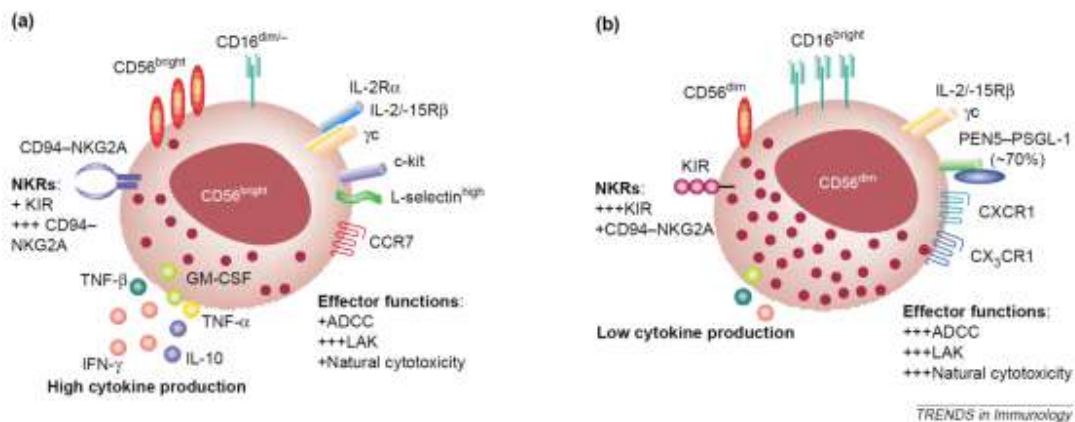 (a)
CD16dim/–
CD56bright
IL-2Rα
IL-2/-15Rβ
γc
CD94–NKG2A
c-kit
NKRs:
+ KIR
+++ CD94–
NKG2A
CD56bright
L-selectinhigh
CCR7
TNF-β
GM-CSF
TNF-α
IFN-γ
IL-10
High cytokine production
Effector functions:
+ADCC
+++LAK
+Natural cytotoxicity
(b)
CD16bright
CD56dim
IL-2/-15Rβ
γc
PEN5–PSGL-1
(~70%)
KIR
NKRs:
+++KIR
+CD94–NKG2A
CD56dim
CXCR1
CX3CR1
Low cytokine production
Effector functions:
+++ADCC
+++LAK
+++Natural cytotoxicity
TRENDS in Immunology